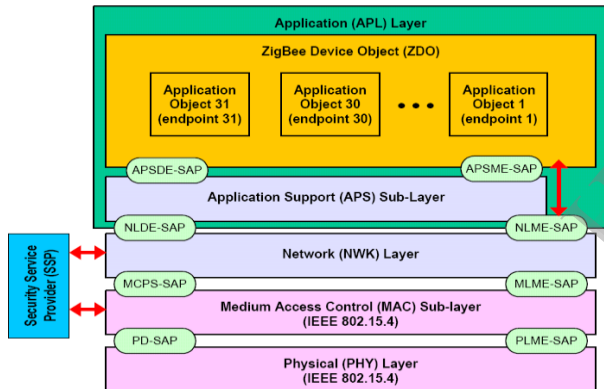 Application (APL) Layer
ZigBee Device Object (ZDO)
Application
Object 31
(endpoint 31)
Application
Object 30
(endpoint 30)
Application
Object 1
(endpoint 1)
APSDE-SAP
APSME-SAP
Application Support (APS) Sub-Layer
NLDE-SAP
NLME-SAP
Security Service
Provider (SSP)
Network (NWK) Layer
MCPS-SAP
MLME-SAP
Medium Access Control (MAC) Sub-layer
(IEEE 802.15.4)
PD-SAP
PLME-SAP
Physical (PHY) Layer
(IEEE 802.15.4)